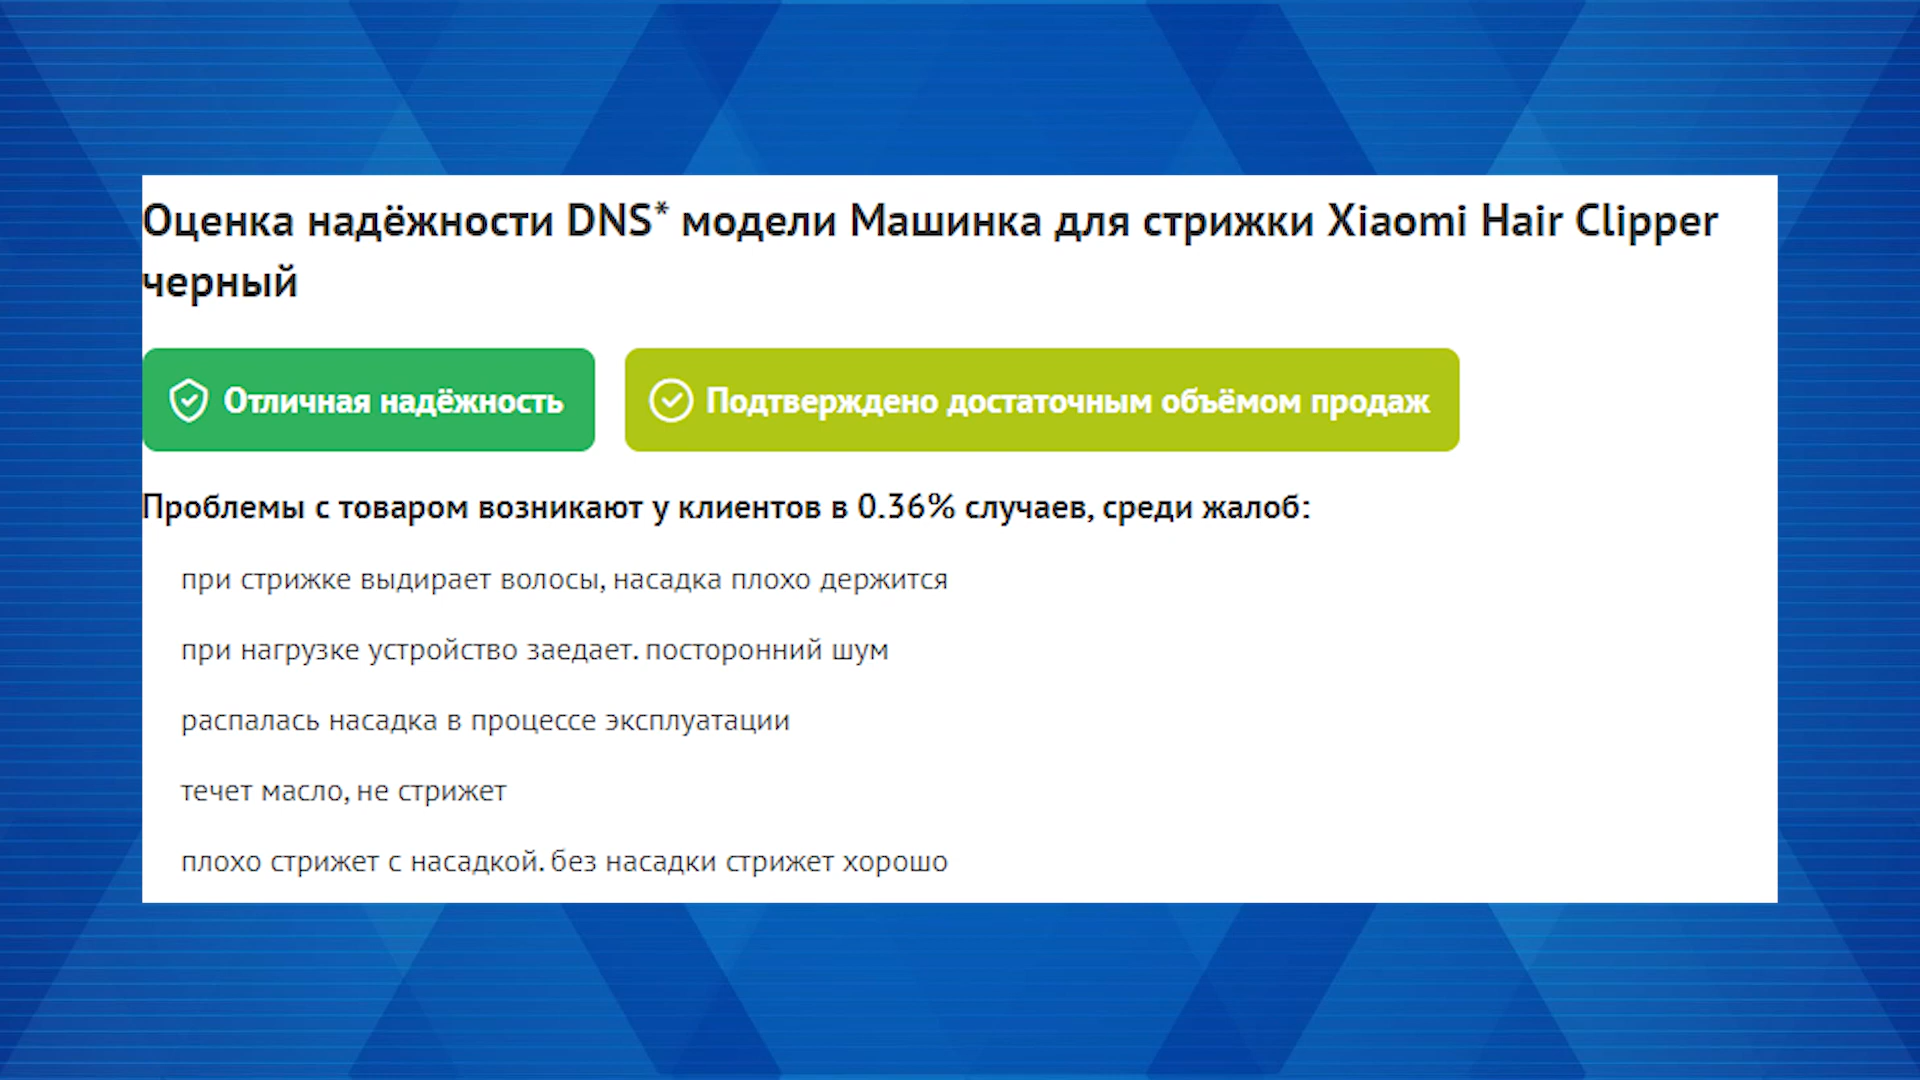 Оценка надёжности DNS* модели Машинка для стрижки Xiaomi Hair Clipper
черный
Отличная надёжность
Подтверждено достаточным объёмом продаж
Проблемы с товаром возникают у клиентов в 0.36% случаев, среди жалоб:
при стрижке выдирает волосы, насадка плохо держится
при нагрузке устройство заедает. посторонний шум
распалась насадка в процессе эксплуатации
течет масло, не стрижет
плохо стрижет с насадкой. без насадки стрижет хорошо